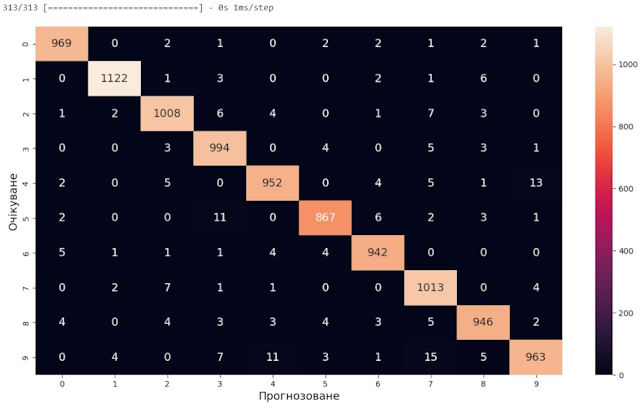 313/313 [==============================] - 0s 1ms/step
0 969 0 2 1 0 2 2 1 2 1
1 0 1122 1 3 0 0 2 1 6 0
2 1 2 1008 6 4 0 1 7 3 0
3 0 0 3 994 0 4 0 5 3 1
4 2 0 5 0 952 0 4 5 1 13
5 2 0 0 11 0 867 6 2 3 1
6 5 1 1 1 4 4 942 0 0 0
7 0 2 7 1 1 0 0 1013 0 4
8 4 0 4 3 3 4 3 5 946 2
9 0 4 0 7 11 3 1 15 5 963
0 1 2 3 4 5 6 7 8 9
Очікуване
Прогнозоване
1000
800
600
400
200
0